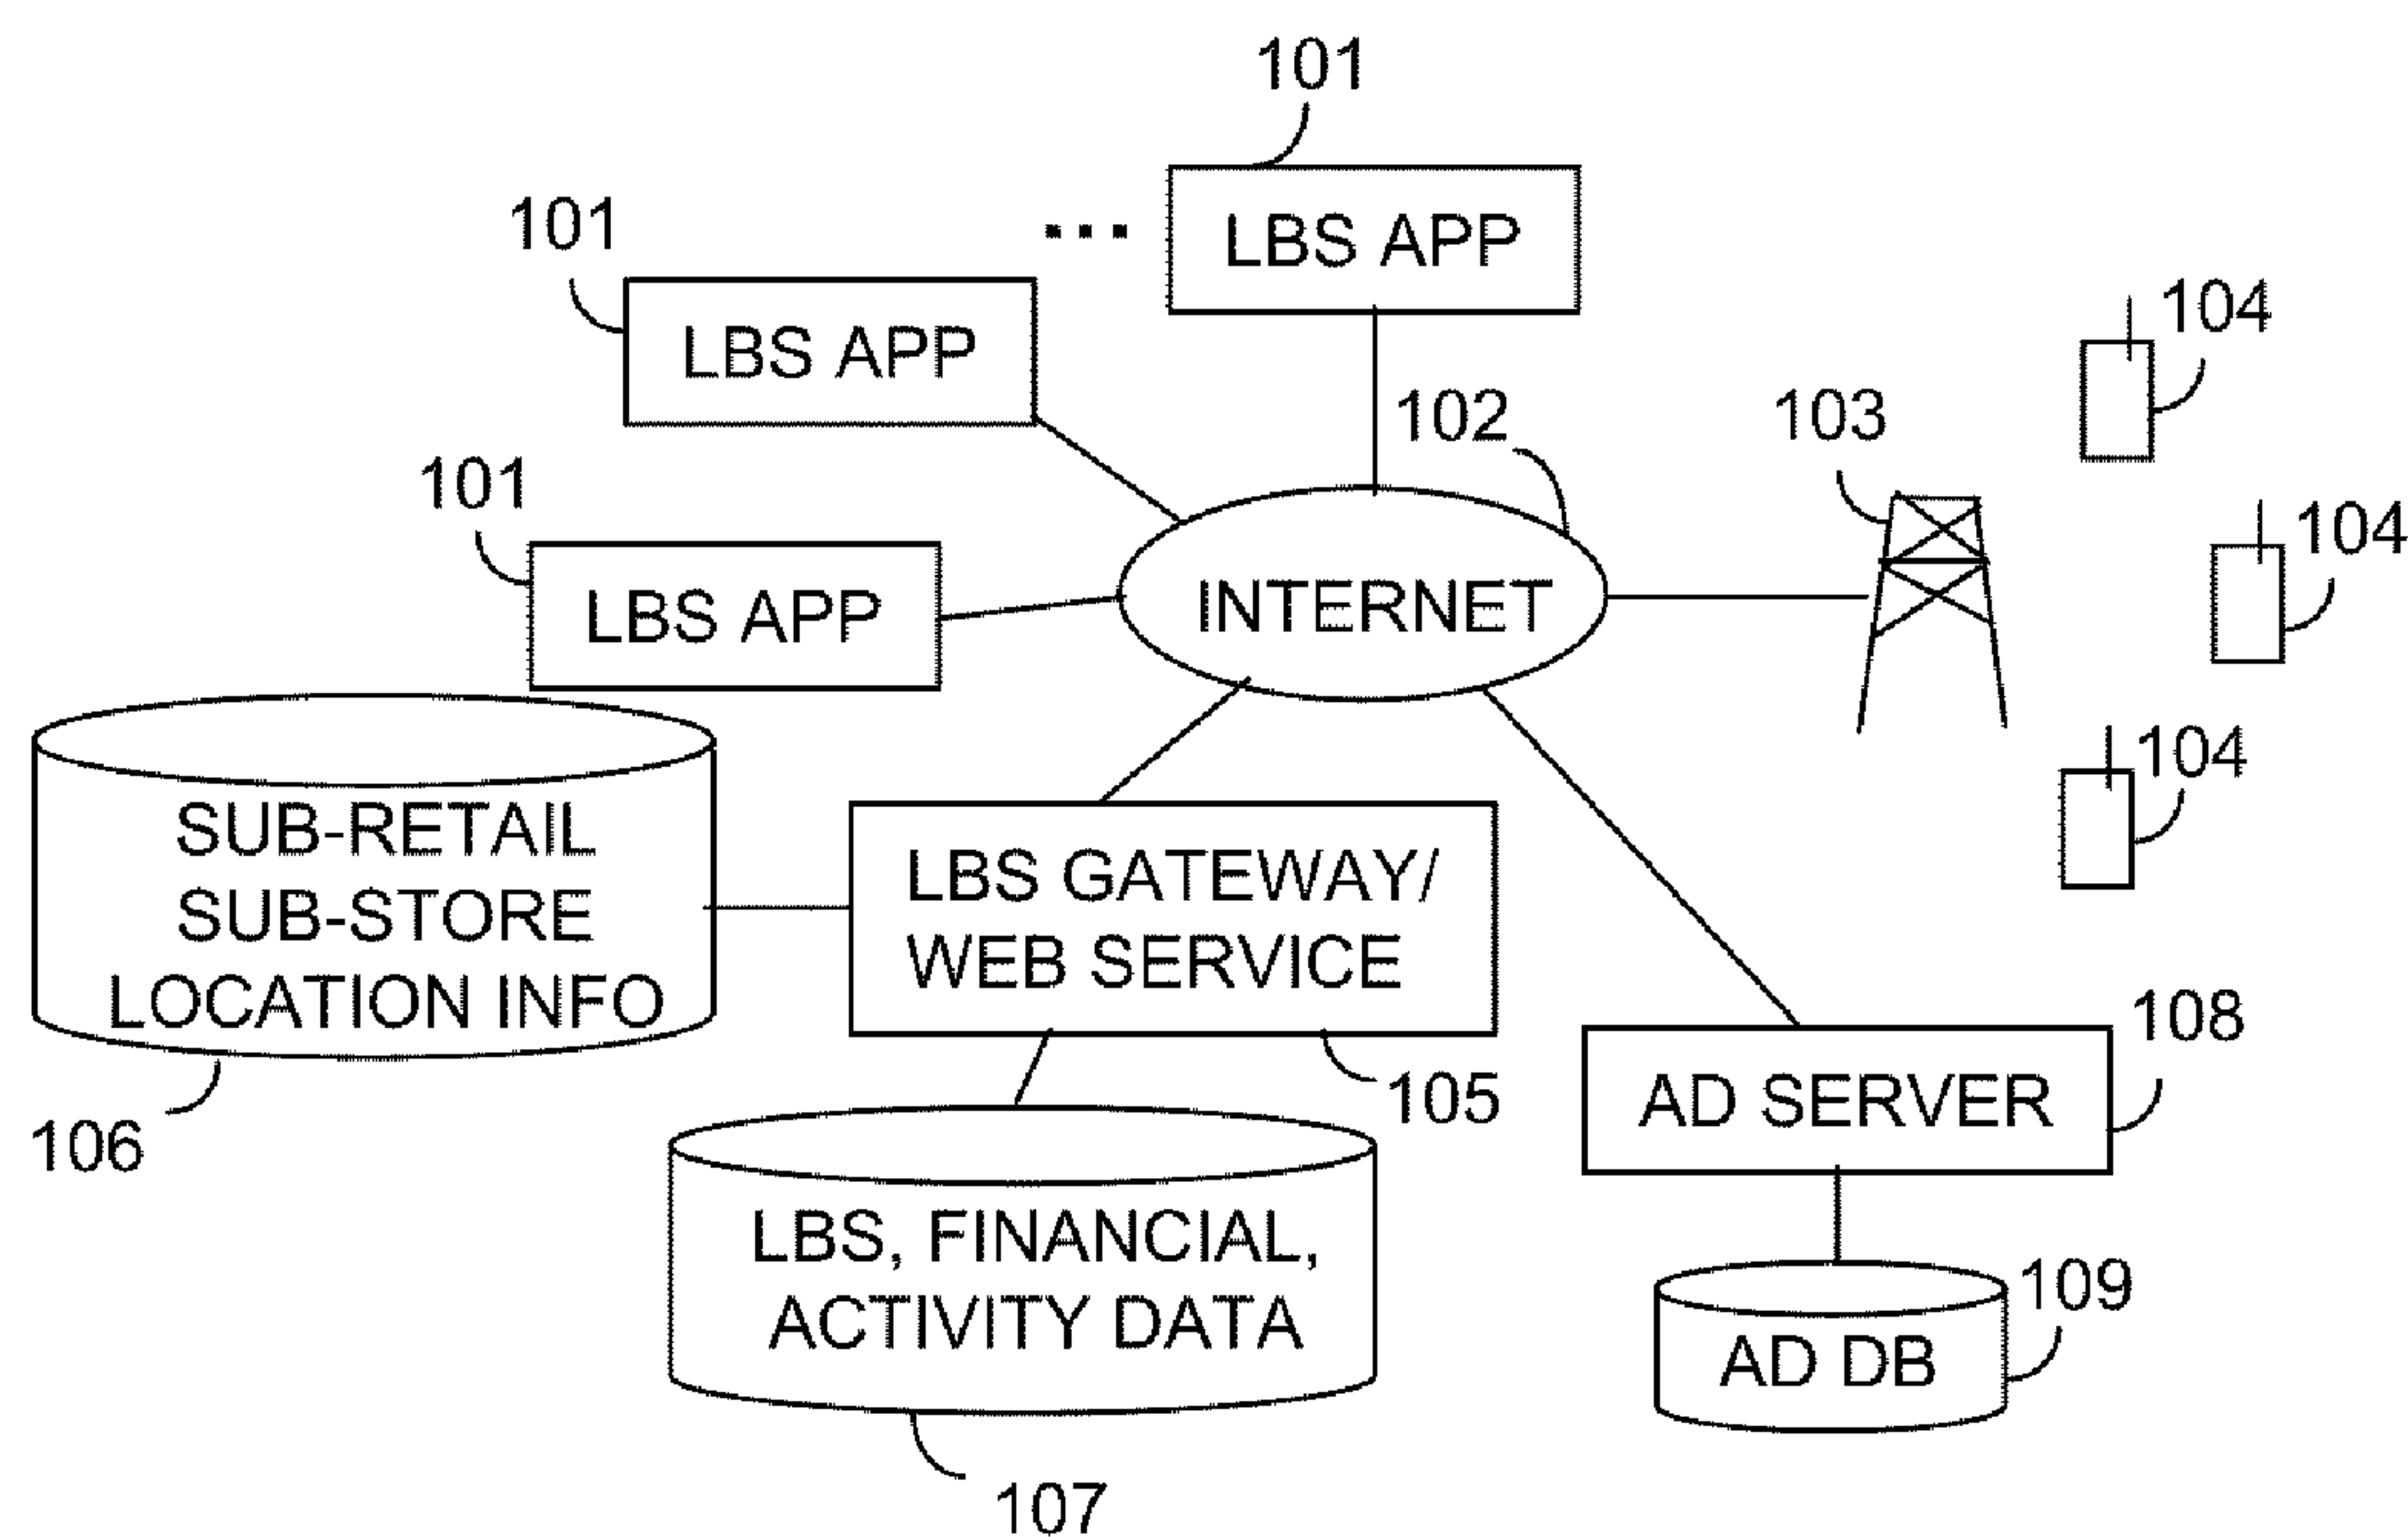 101
101
... LBS APP
104
LBS APP
102
103
101
104
LBS APP
INTERNET
104
SUB-RETAIL
SUB-STORE
LOCATION INFO
LBS GATEWAY/
WEB SERVICE
108
105
AD SERVER
106
LBS, FINANCIAL,
ACTIVITY DATA
109
AD DB
107